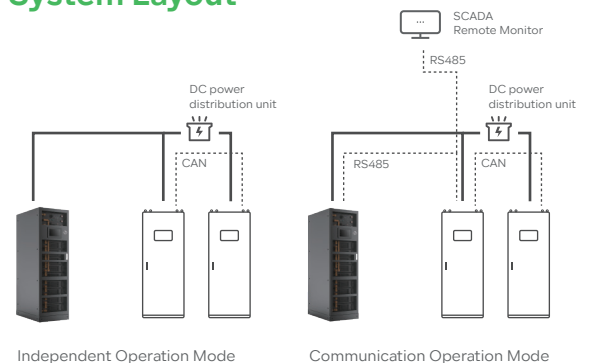 System Layout
SCADA
Remote Monitor
RS485
DC power
distribution unit
CAN
DC power
distribution unit
RS485
CAN
Independent Operation Mode
Communication Operation Mode